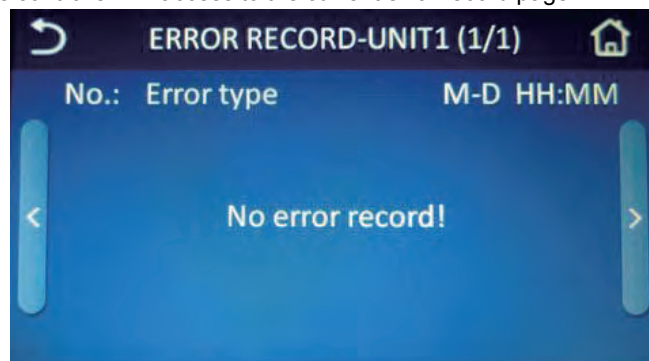 ERROR RECORD-UNIT1 (1/1)
No.: Error type M-D HH:MM
< No error record! >